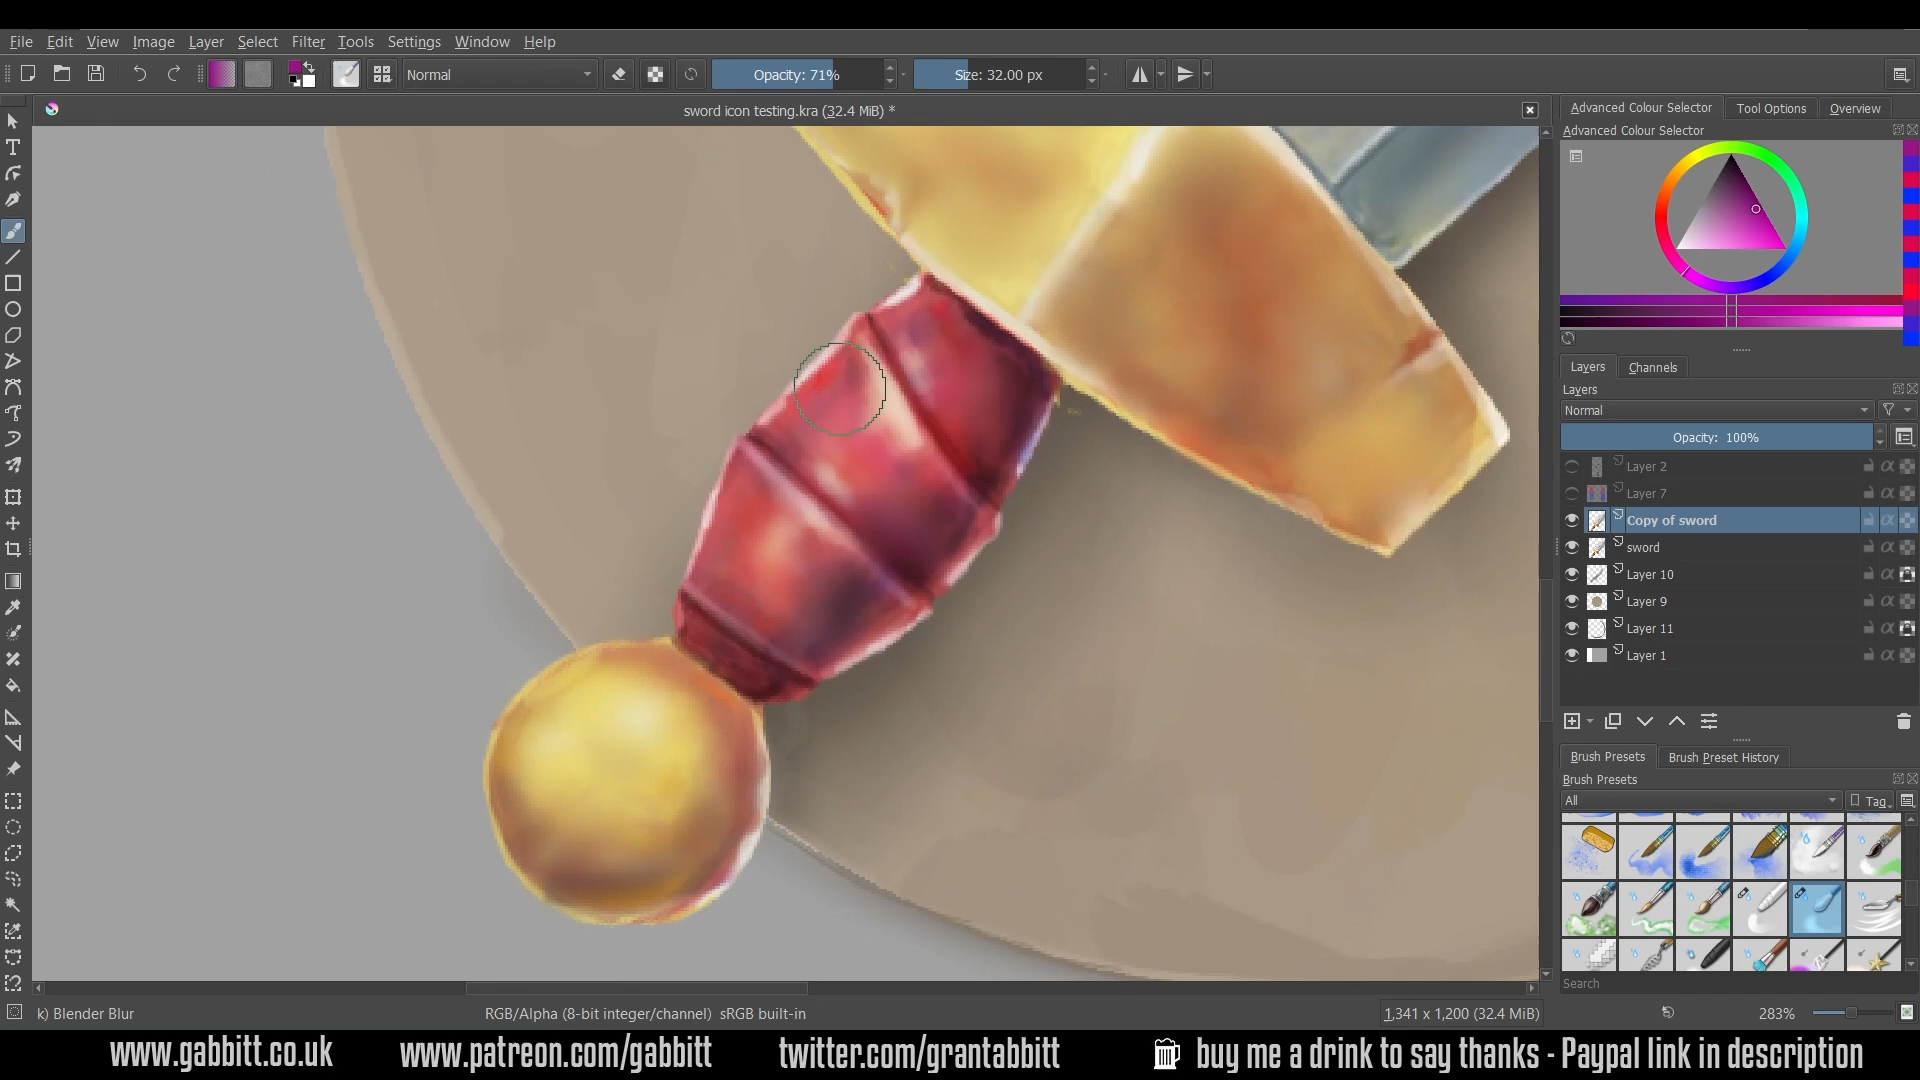 File Edit View Image Layer Select Filter Tools Settings Window Help
Normal Opacity: 71% Size: 32.00 px
sword icon testing.kra (32.4 MiB) *
Advanced Colour Selector Tool Options Overview
Advanced Colour Selector
Layers Channels
Layers
Normal
Opacity: 100%
Layer 2
Layer 7
Copy of sword
sword
Layer 10
Layer 9
Layer 11
Layer 1
Brush Presets Brush Preset History
Brush Presets
All Tag
Search
k) Blender Blur RGB/Alpha (8-bit integer/channel) sRGB built-in 1,341 x 1,200 (32.4 MiB) 283%
www.gabbitt.co.uk www.patreon.com/gabbitt twitter.com/grantabbitt buy me a drink to say thanks - Paypal link in description